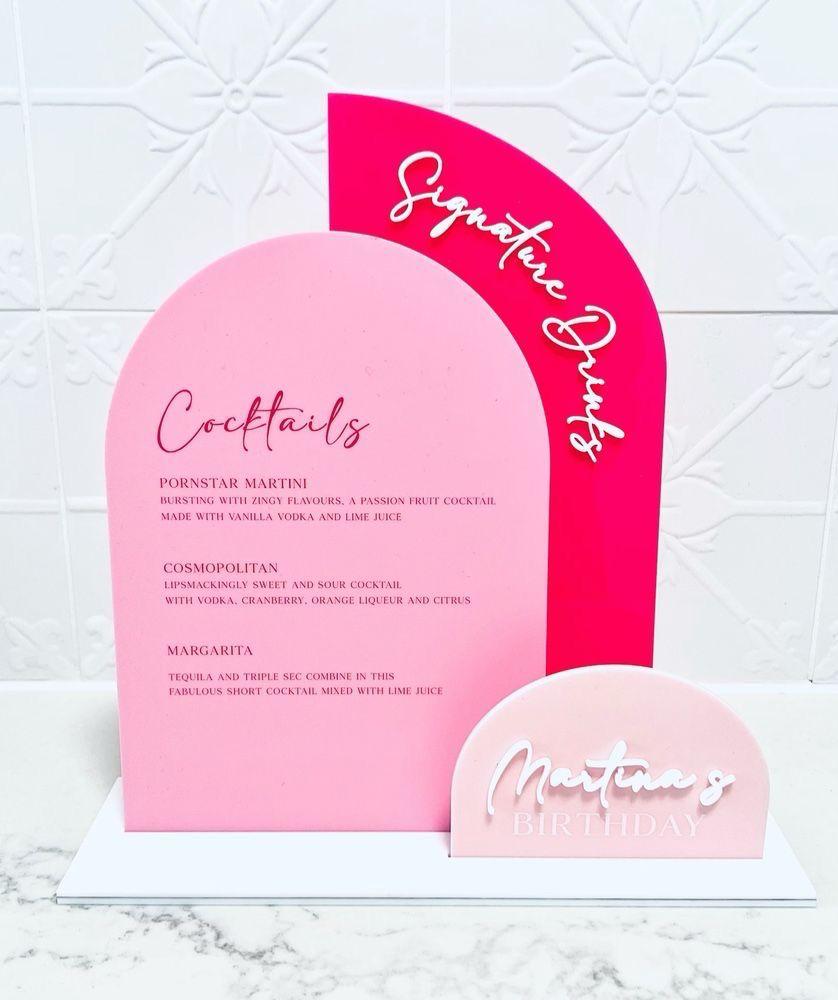 Signature Drinks
Cocktails
PORNSTAR MARTINI
BURSTING WITH ZINGY FLAVOURS, A PASSION FRUIT COCKTAIL
MADE WITH VANILLA VODKA AND LIME JUICE
COSMOPOLITAN
LIPSMACKINGLY SWEET AND SOUR COCKTAIL
WITH VODKA, CRANBERRY, ORANGE LIQUEUR AND CITRUS
MARGARITA
TEQUILA AND TRIPLE SEC COMBINE IN THIS
FABULOUS SHORT COCKTAIL MIXED WITH LIME JUICE
Martina's
BIRTHDAY